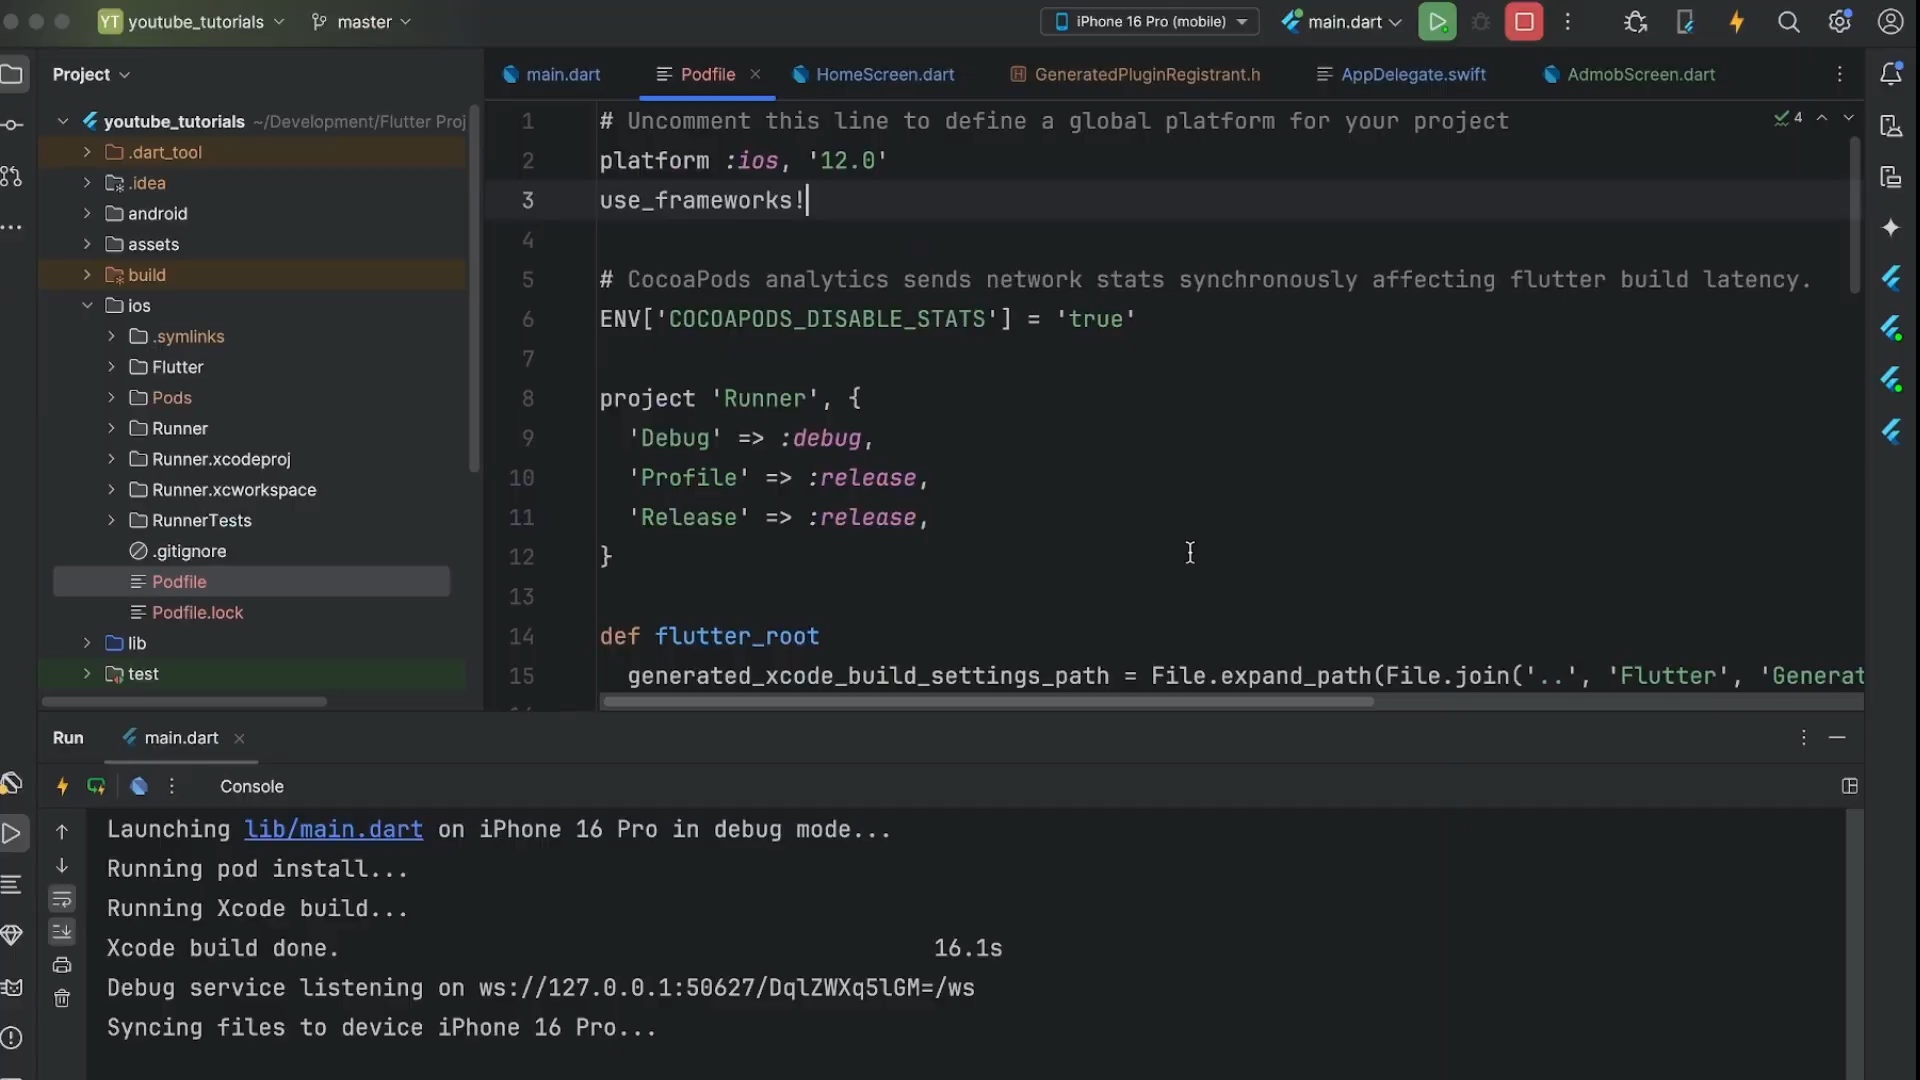 YT youtube_tutorials master iPhone 16 Pro (mobile) main.dart
Project
main.dart Podfile HomeScreen.dart GeneratedPluginRegistrant.h AppDelegate.swift AdmobScreen.dart
youtube_tutorials ~/Development/Flutter Proj
.dart_tool
.idea
android
assets
build
ios
.symlinks
Flutter
Pods
Runner
Runner.xcodeproj
Runner.xcworkspace
RunnerTests
.gitignore
Podfile
Podfile.lock
lib
test
4
1 # Uncomment this line to define a global platform for your project
2 platform :ios, '12.0'
3 use_frameworks!
4
5 # CocoaPods analytics sends network stats synchronously affecting flutter build latency.
6 ENV['COCOAPODS_DISABLE_STATS'] = 'true'
7
8 project 'Runner', {
9 'Debug' => :debug,
10 'Profile' => :release,
11 'Release' => :release,
12 }
13
14 def flutter_root
15 generated_xcode_build_settings_path = File.expand_path(File.join('..', 'Flutter', 'Generat
Run main.dart
Console
Launching lib/main.dart on iPhone 16 Pro in debug mode...
Running pod install...
Running Xcode build...
Xcode build done. 16.1s
Debug service listening on ws://127.0.0.1:50627/DqlZWXq5lGM=/ws
Syncing files to device iPhone 16 Pro...